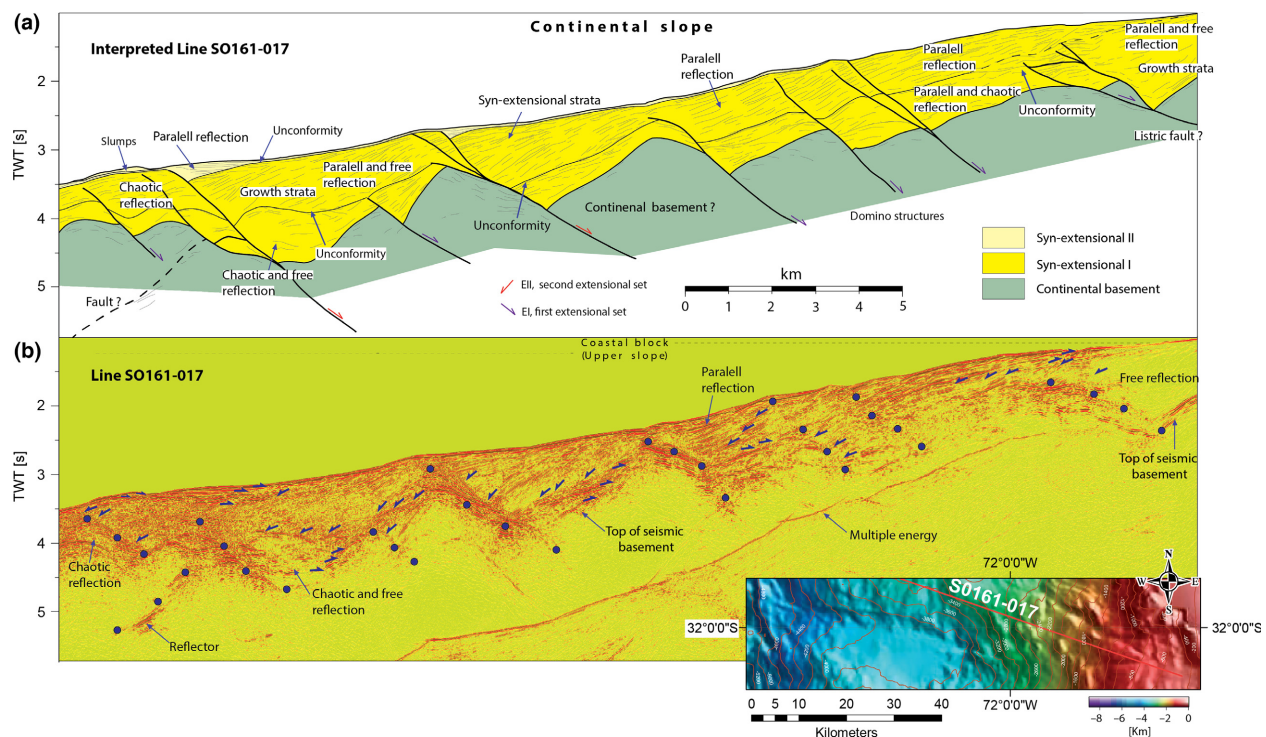 (a)
Continental slope
Interpreted Line SO161-017
Paralell and free
reflection
Paralell
reflection
Growth strata
Paralell
reflection
2
Syn-extensional strata
Paralell and chaotic
reflection
Unconformity
Listric fault ?
Slumps
Paralell reflection
Unconformity
3
TWT [s]
Paralell and free
reflection
Chaotic
reflection
Growth strata
Continenal basement ?
4
Unconformity
Domino structures
Unconformity
Chaotic and free
reflection
5
Fault ?
EII, second extensional set
EI, first extensional set
km
0 1 2 3 4 5
Syn-extensional II
Syn-extensional I
Continental basement
(b)
Coastal block
(Upper slope)
Line SO161-017
Paralell
reflection
Free reflection
2
3
TWT [s]
Top of seismic
basement
Top of seismic
basement
Multiple energy
4
Chaotic
reflection
Chaotic and free
reflection
5
Reflector
72°0'0"W
N
W E
S
S0161-017
32°0'0"S
32°0'0"S
72°0'0"W
0 5 10 20 30 40
Kilometers
-8 -6 -4 -2 0
[Km]